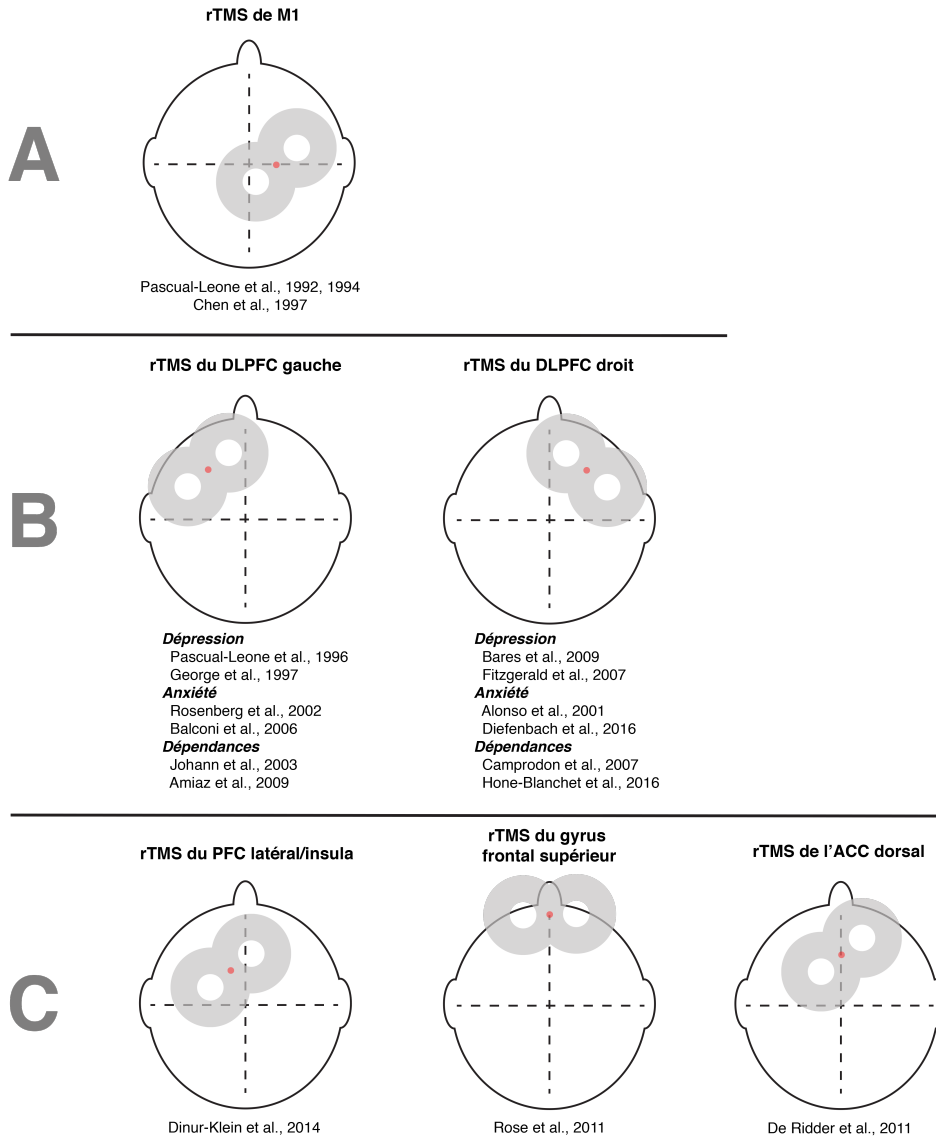 rTMS de M1
A
Pascual-Leone et al., 1992, 1994
Chen et al., 1997
rTMS du DLPFC gauche
rTMS du DLPFC droit
B
Dépression
Pascual-Leone et al., 1996
George et al., 1997
Anxiété
Rosenberg et al., 2002
Balconi et al., 2006
Dépendances
Johann et al., 2003
Amiaz et al., 2009
Dépression
Bares et al., 2009
Fitzgerald et al., 2007
Anxiété
Alonso et al., 2001
Diefenbach et al., 2016
Dépendances
Camprodon et al., 2007
Hone-Blanchet et al., 2016
rTMS du PFC latéral/insula
rTMS du gyrus
frontal supérieur
rTMS de l'ACC dorsal
C
Dinur-Klein et al., 2014
Rose et al., 2011
De Ridder et al., 2011